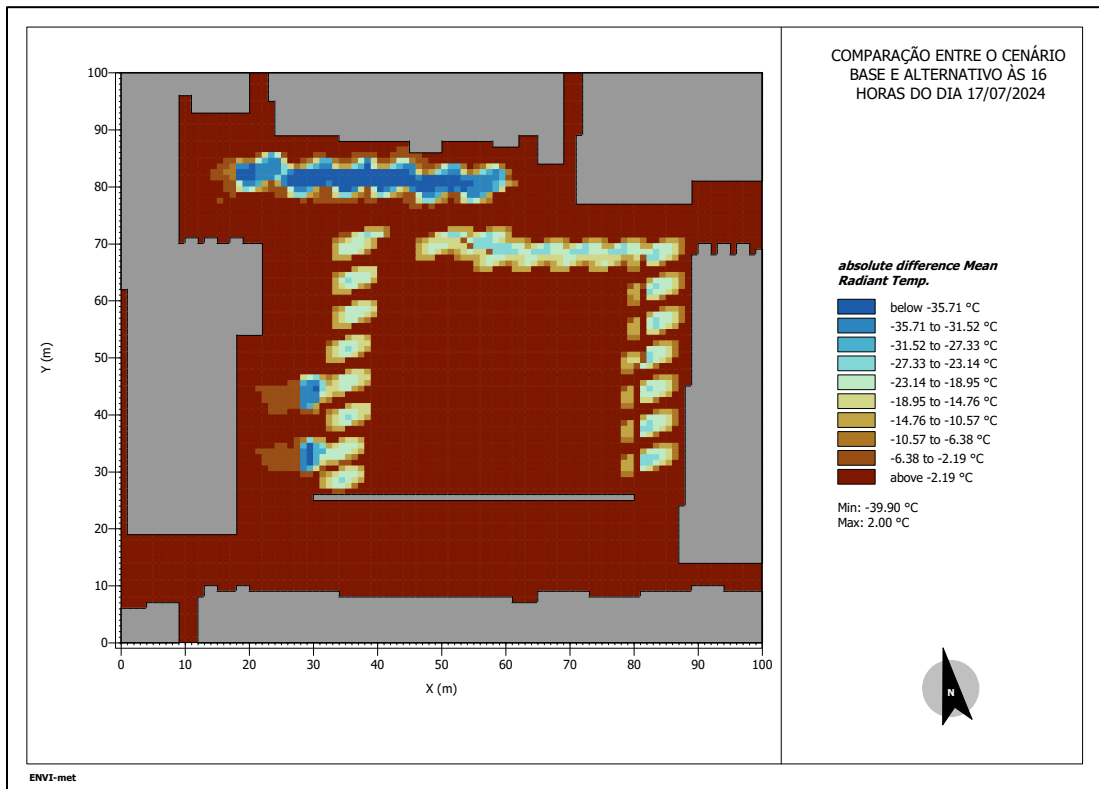 COMPARAÇÃO ENTRE O CENÁRIO
BASE E ALTERNATIVO ÀS 16
HORAS DO DIA 17/07/2024
100
90
80
70
60
50
40
30
20
10
0
Y (m)
0 10 20 30 40 50 60 70 80 90 100
X (m)
absolute difference Mean
Radiant Temp.
below -35.71 °C
-35.71 to -31.52 °C
-31.52 to -27.33 °C
-27.33 to -23.14 °C
-23.14 to -18.95 °C
-18.95 to -14.76 °C
-14.76 to -10.57 °C
-10.57 to -6.38 °C
-6.38 to -2.19 °C
above -2.19 °C
Min: -39.90 °C
Max: 2.00 °C
N
ENVI-met